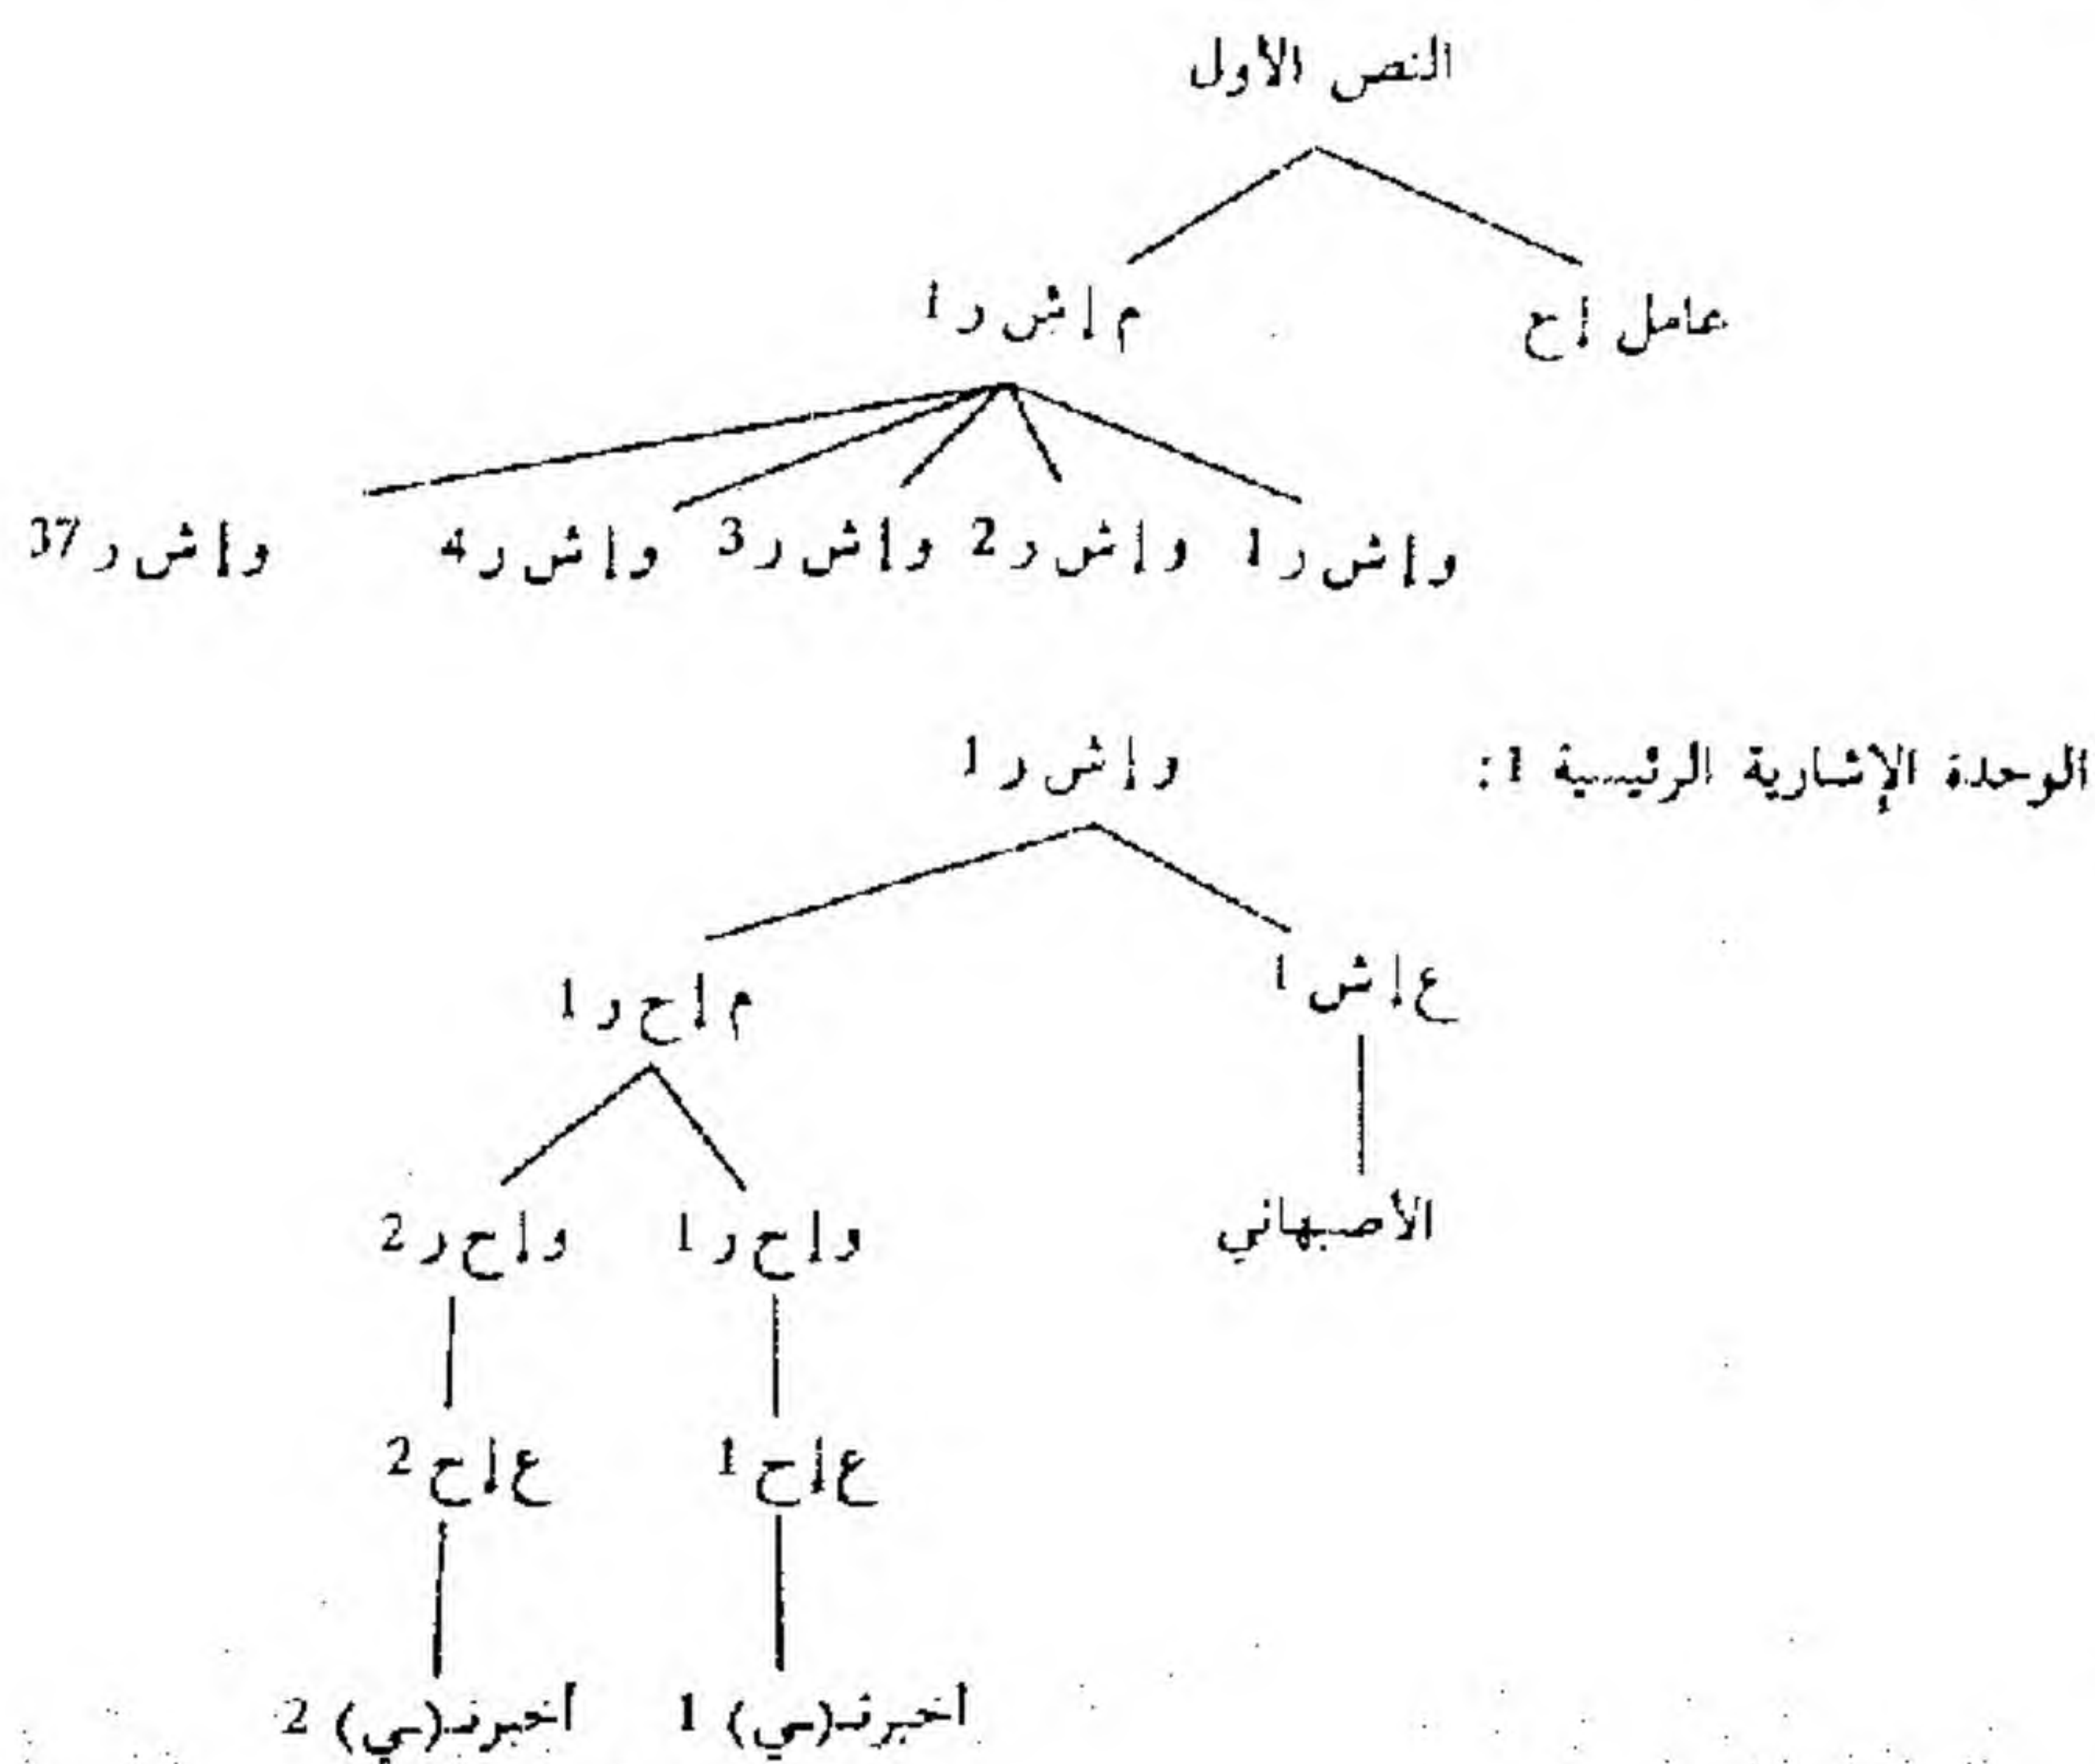 النص الأول
عامل إح م إش ر 1
و إش ر 1 و إش ر 2 و إش ر 3 و إش ر 4 و إش ر 37
الوحدة الإشارية الرئيسية 1: و إش ر 1
ع إش 1 م إح ر 1
الأصبهاني و إح ر 1 و إح ر 2
ع إح 1 ع إح 2
أخبرنـ(ـي) 1 أخبرنـ(ـي) 2